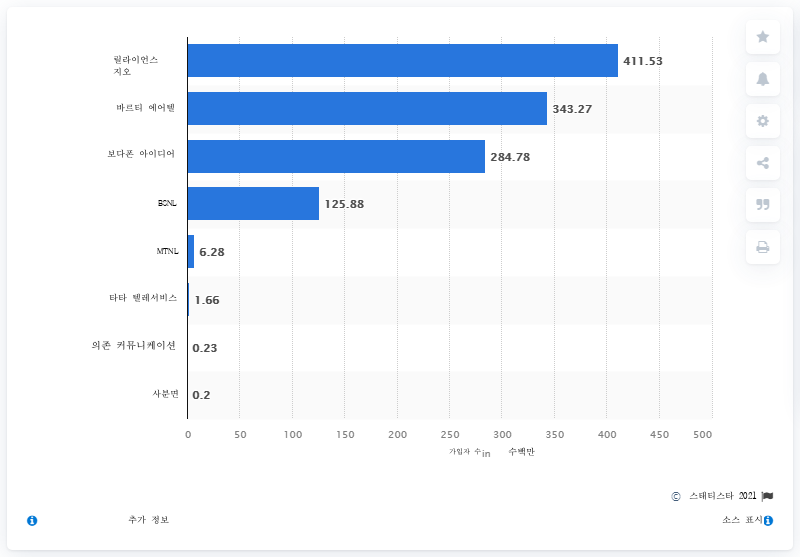 릴라이언스
지오
411.53
바르티 에어텔
343.27
보다폰 아이디어
284.78
BSNL
125.88
MTNL
6.28
타타 텔레서비스
1.66
의존 커뮤니케이션
0.23
사분면
0.2
0 50 100 150 200 250 300 350 400 450 500
가입자 수in 수백만
© 스태티스타 2021
추가 정보
소스 표시